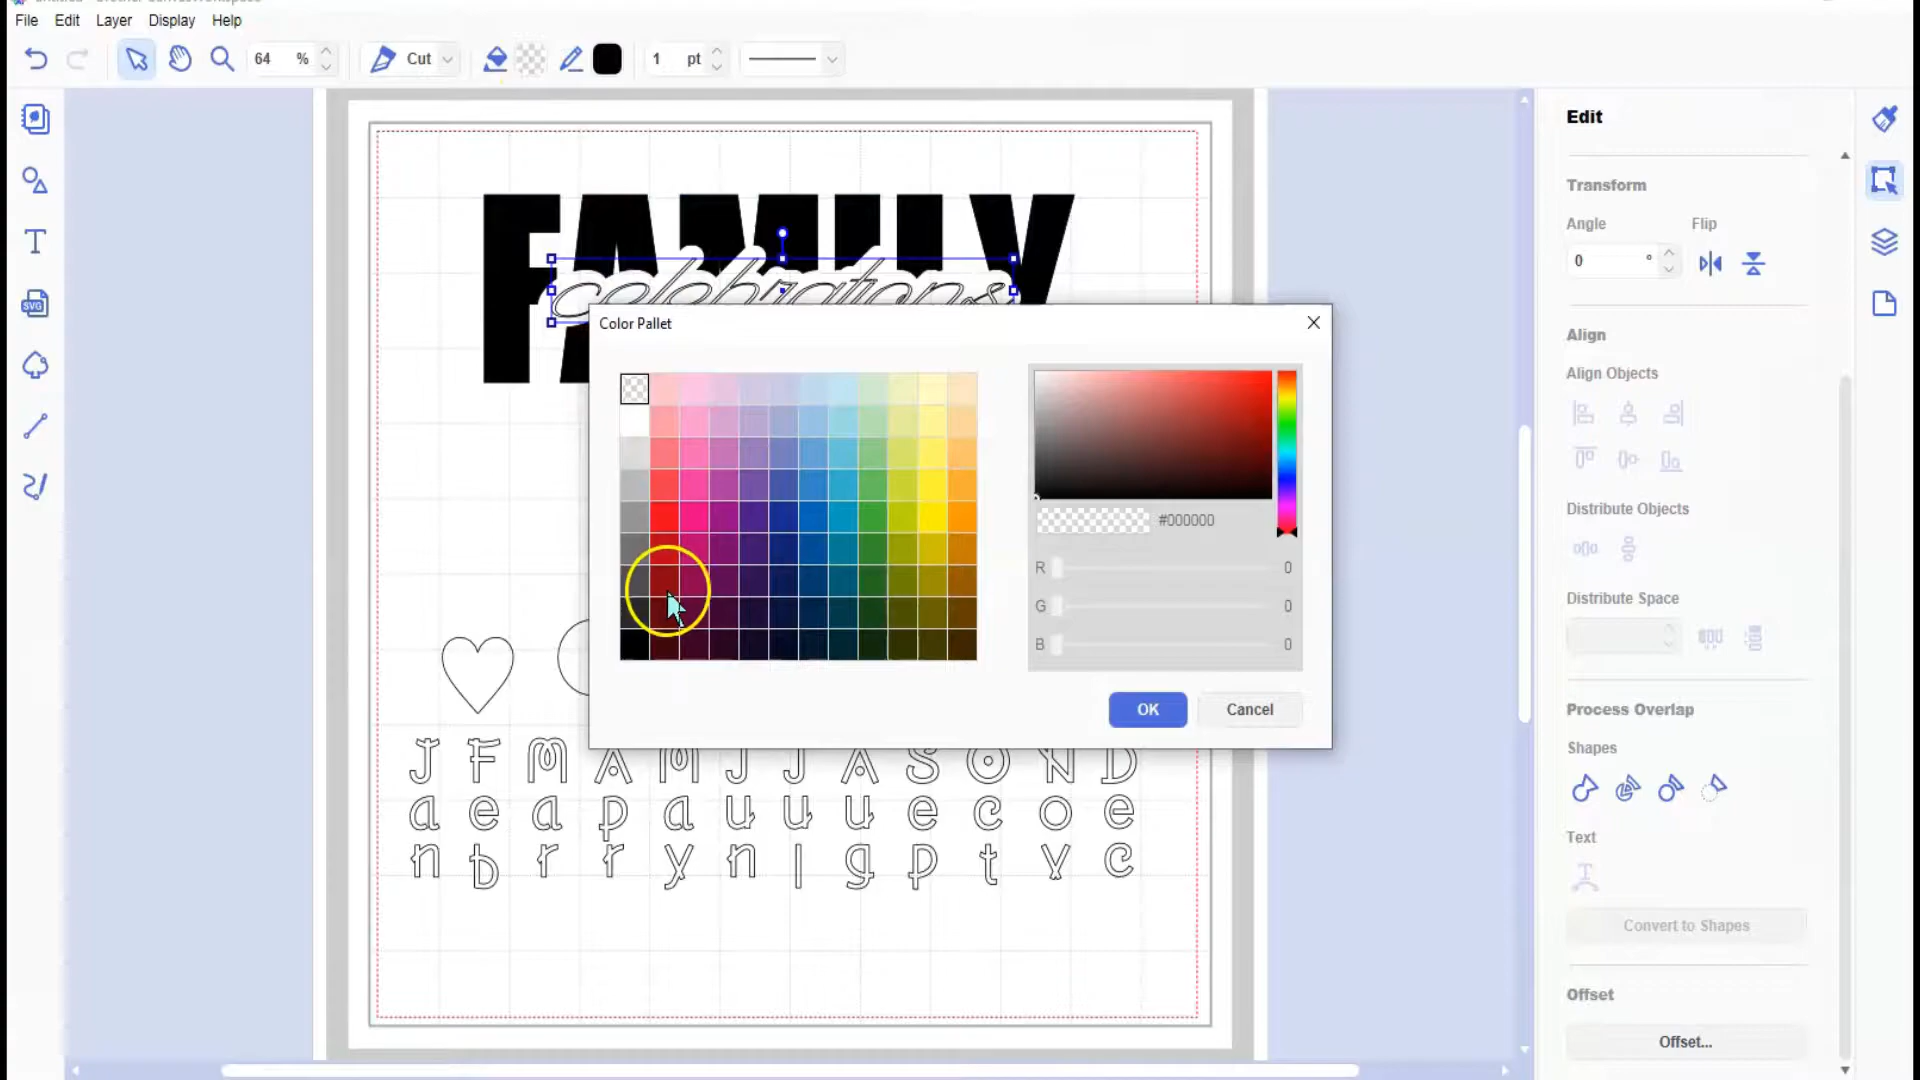 File Edit Layer Display Help
64 % Cut 1 pt
Edit
Transform
Angle Flip
0 °
Align
Align Objects
Distribute Objects
Distribute Space
Process Overlap
Shapes
Text
Convert to Shapes
Offset
Offset...
FAMILY
celebrations
Color Pallet
#000000
R 0
G 0
B 0
OK Cancel
J F M A M J J A S O N D
a e a p a u u u e c o e
n b r r y n l g p t v c
SVG